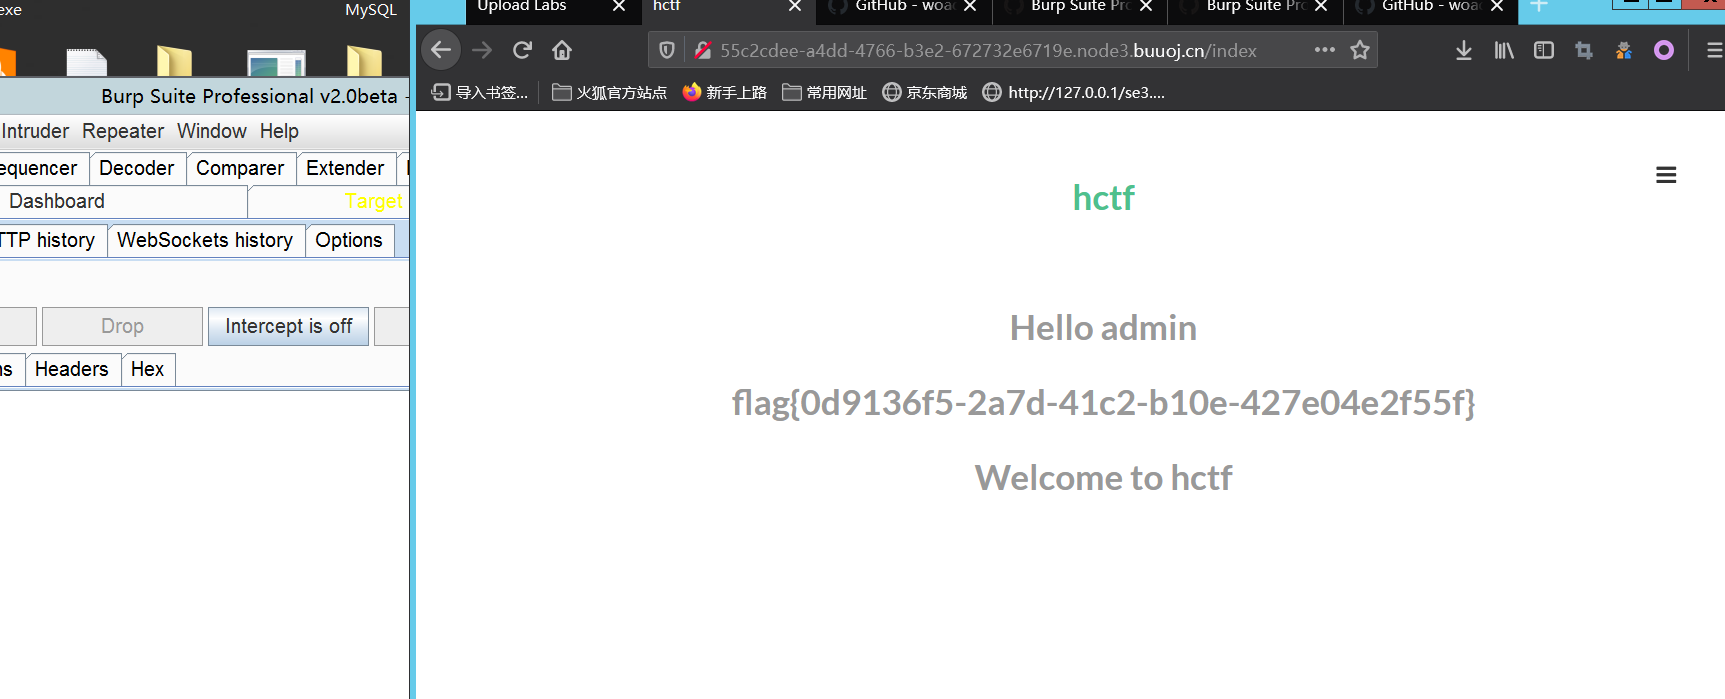 exe
MySQL
Burp Suite Professional v2.0beta -
Intruder Repeater Window Help
equencer Decoder Comparer Extender
Dashboard Target
TTP history WebSockets history Options
Drop Intercept is off
ns Headers Hex
Upload Labs hctf GitHub - woa Burp Suite Pr Burp Suite Pr GitHub - woa
55c2cdee-a4dd-4766-b3e2-672732e6719e.node3.buuoj.cn/index
导入书签... 火狐官方站点 新手上路 常用网址 京东商城 http://127.0.0.1/se3....
hctf
Hello admin
flag{0d9136f5-2a7d-41c2-b10e-427e04e2f55f}
Welcome to hctf